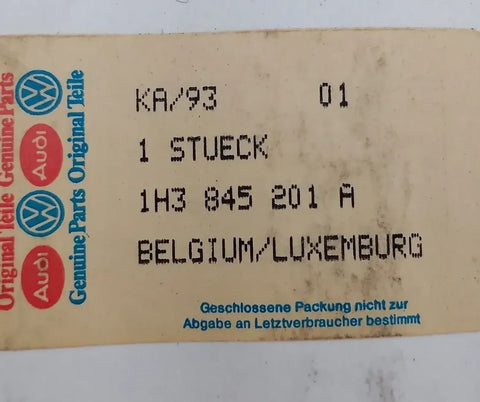 KA/93 01
1 STUECK
1H3 845 201 A
BELGIUM/LUXEMBURG
Geschlossene Packung nicht zur
Abgabe an Letztverbraucher bestimmt
Original Teile Genuine Parts
Audi Audi
Genuine Parts Original Teile